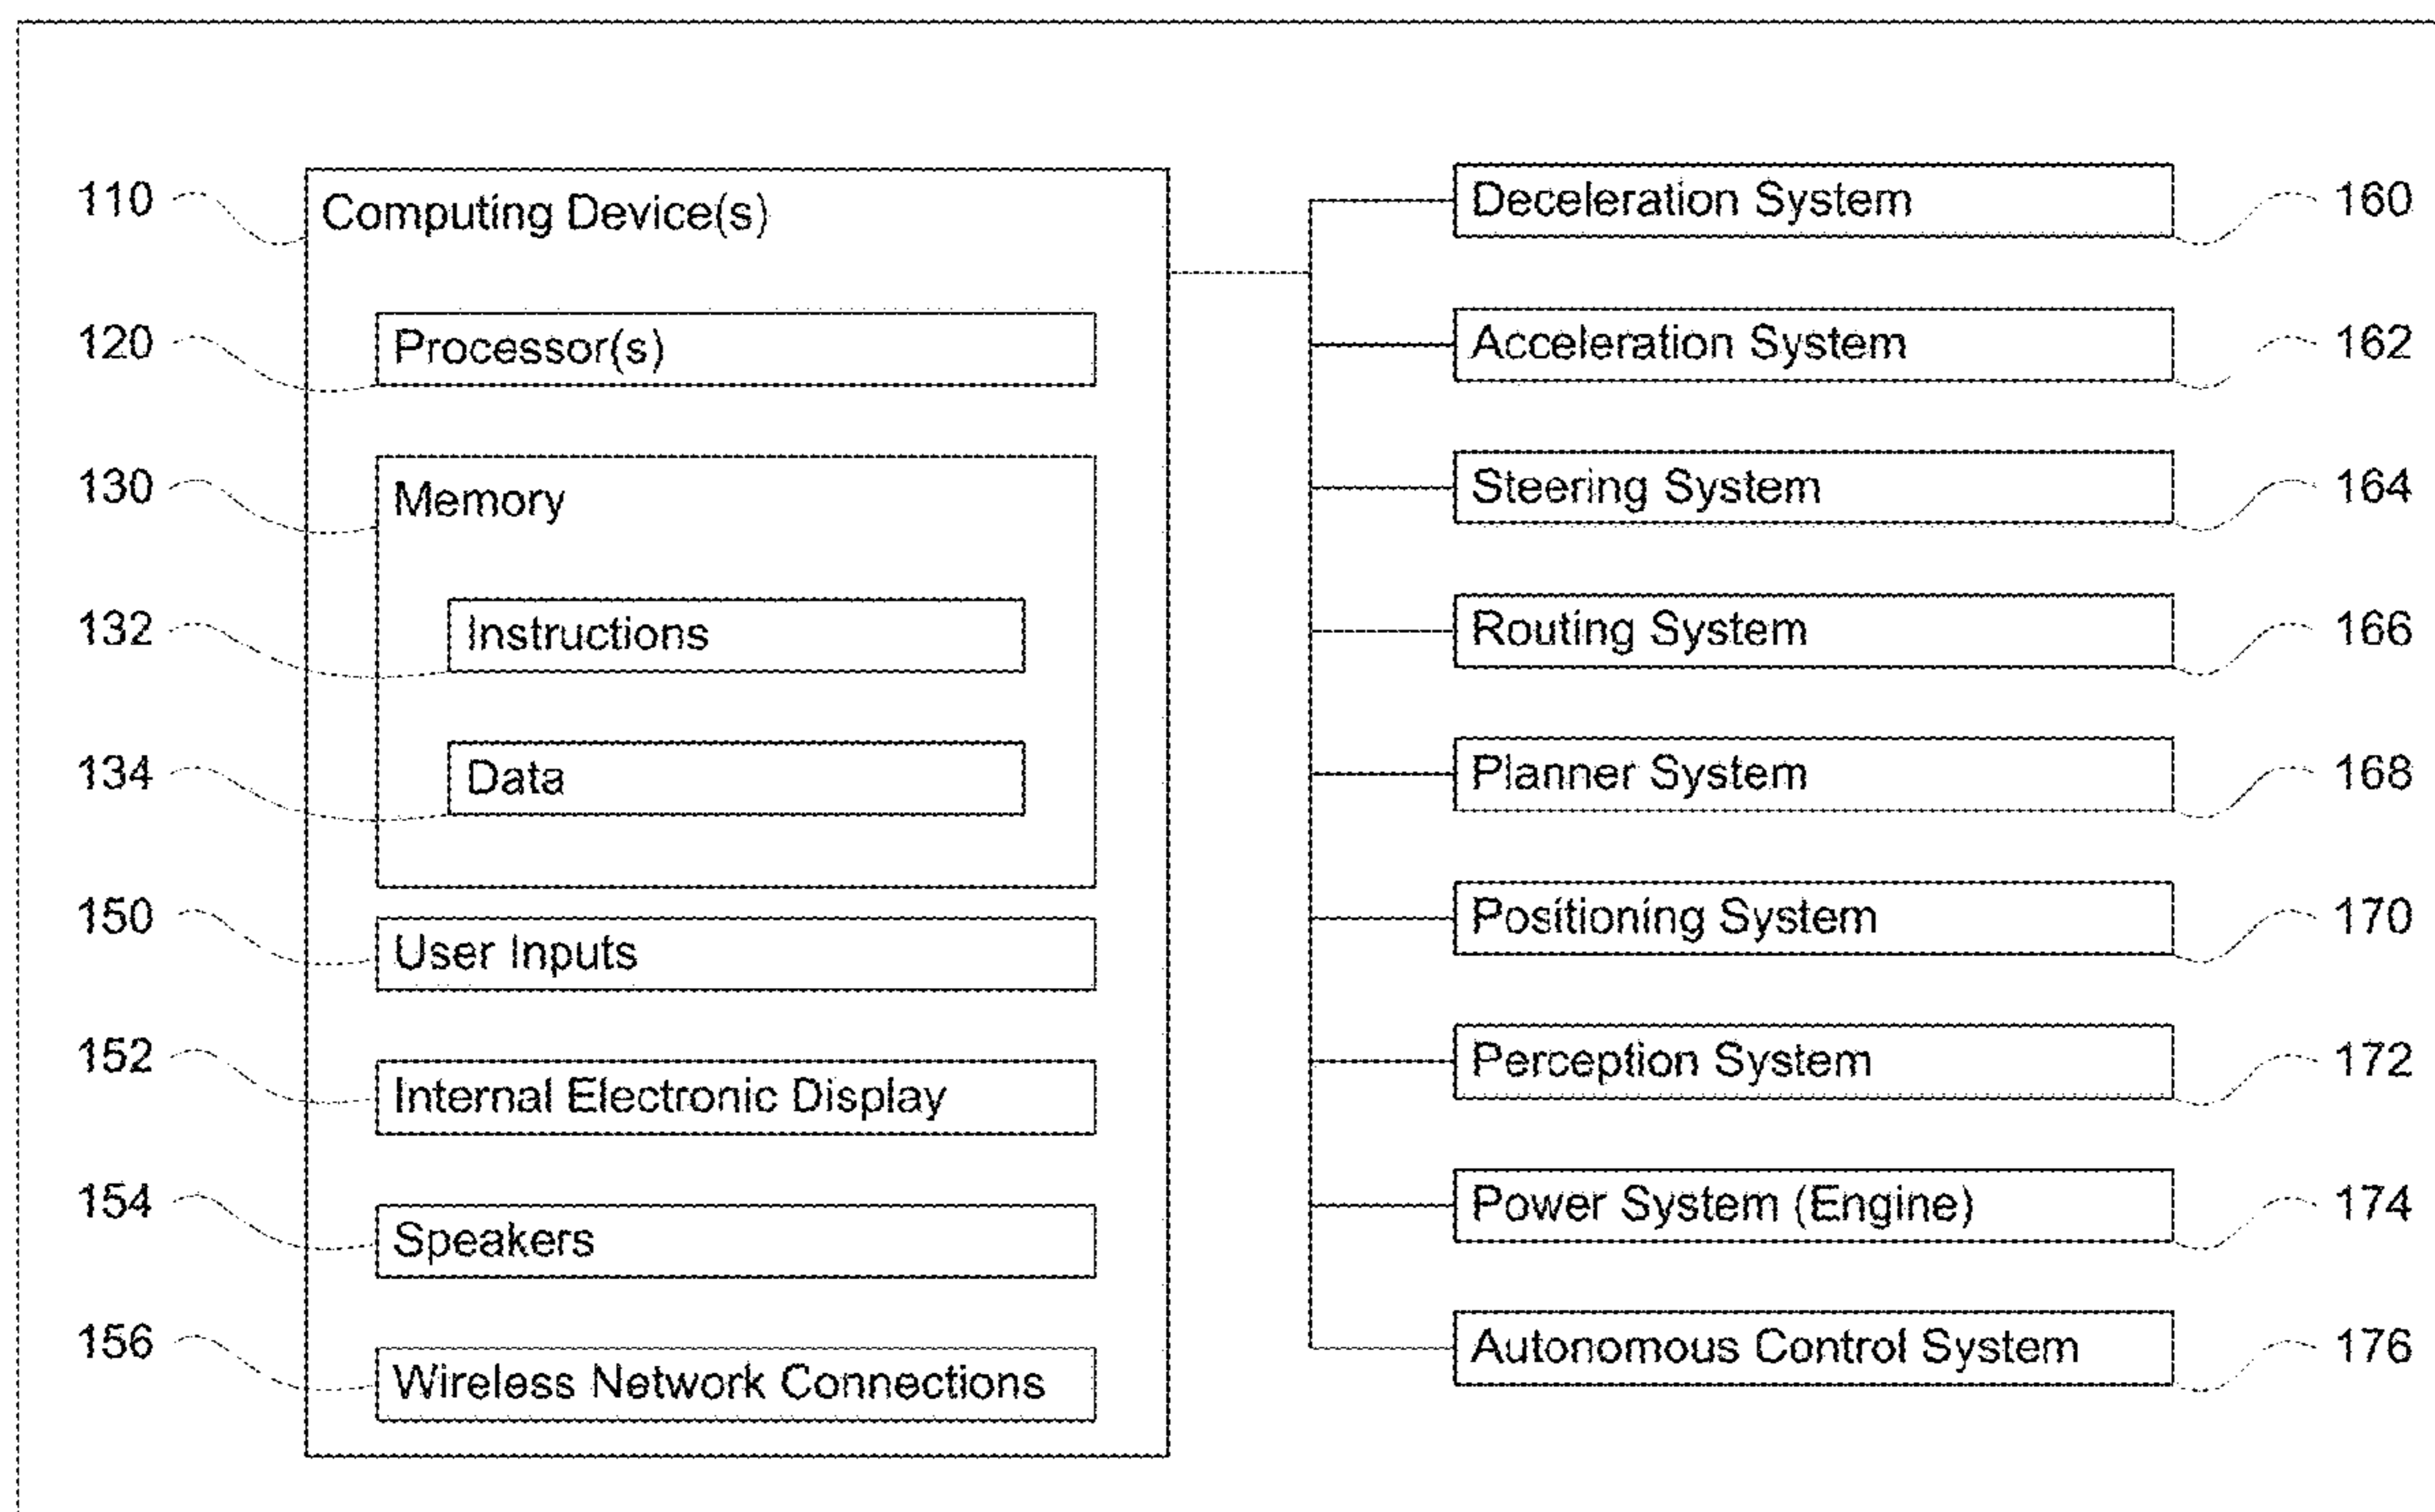 110 Computing Device(s)
120 Processor(s)
130 Memory
132 Instructions
134 Data
150 User Inputs
152 Internal Electronic Display
154 Speakers
156 Wireless Network Connections
Deceleration System 160
Acceleration System 162
Steering System 164
Routing System 166
Planner System 168
Positioning System 170
Perception System 172
Power System (Engine) 174
Autonomous Control System 176